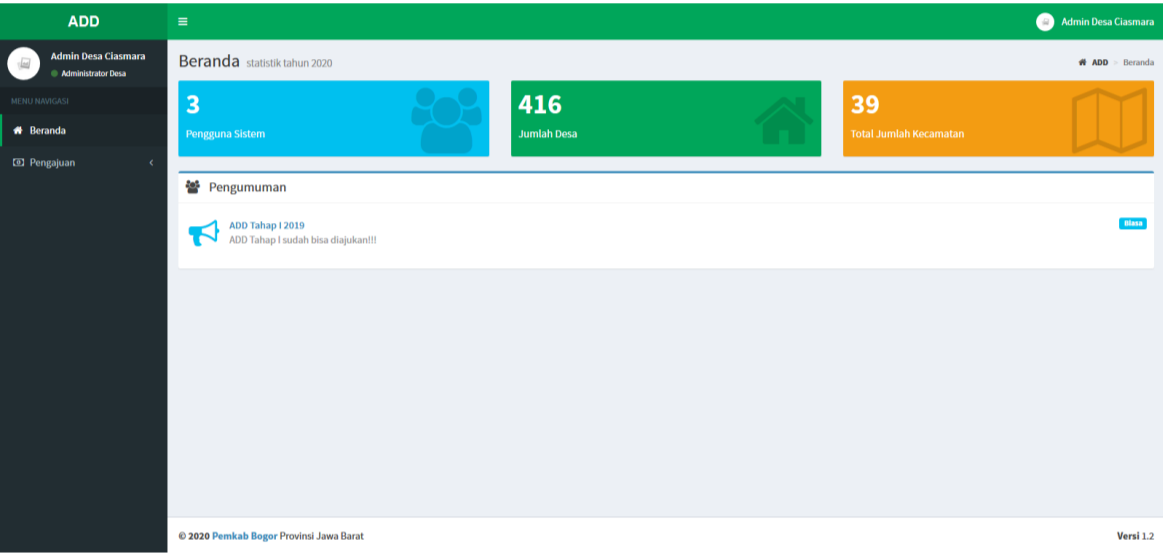 ADD
Admin Desa Ciasmara
Admin Desa Ciasmara
Administrator Desa
MENU NAVIGASI
Beranda
Pengajuan
Beranda statistik tahun 2020
ADD > Beranda
3
Pengguna Sistem
416
Jumlah Desa
39
Total Jumlah Kecamatan
Pengumuman
ADD Tahap I 2019
Biasa
ADD Tahap I sudah bisa diajukan!!!
© 2020 Pemkab Bogor Provinsi Jawa Barat
Versi 1.2